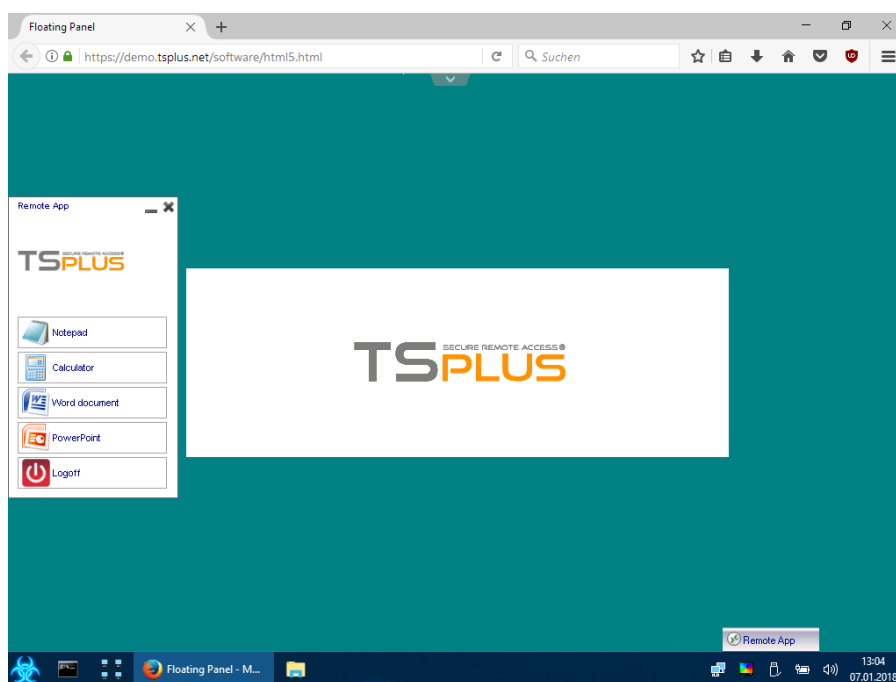 Floating Panel
https://demo.tsplus.net/software/html5.html
Suchen
Remote App
TSPLUS
SECURE REMOTE ACCESS®
Notepad
Calculator
Word document
PowerPoint
Logoff
SECURE REMOTE ACCESS®
TSPLUS
Remote App
Floating Panel - M...
13:04
07.01.2018